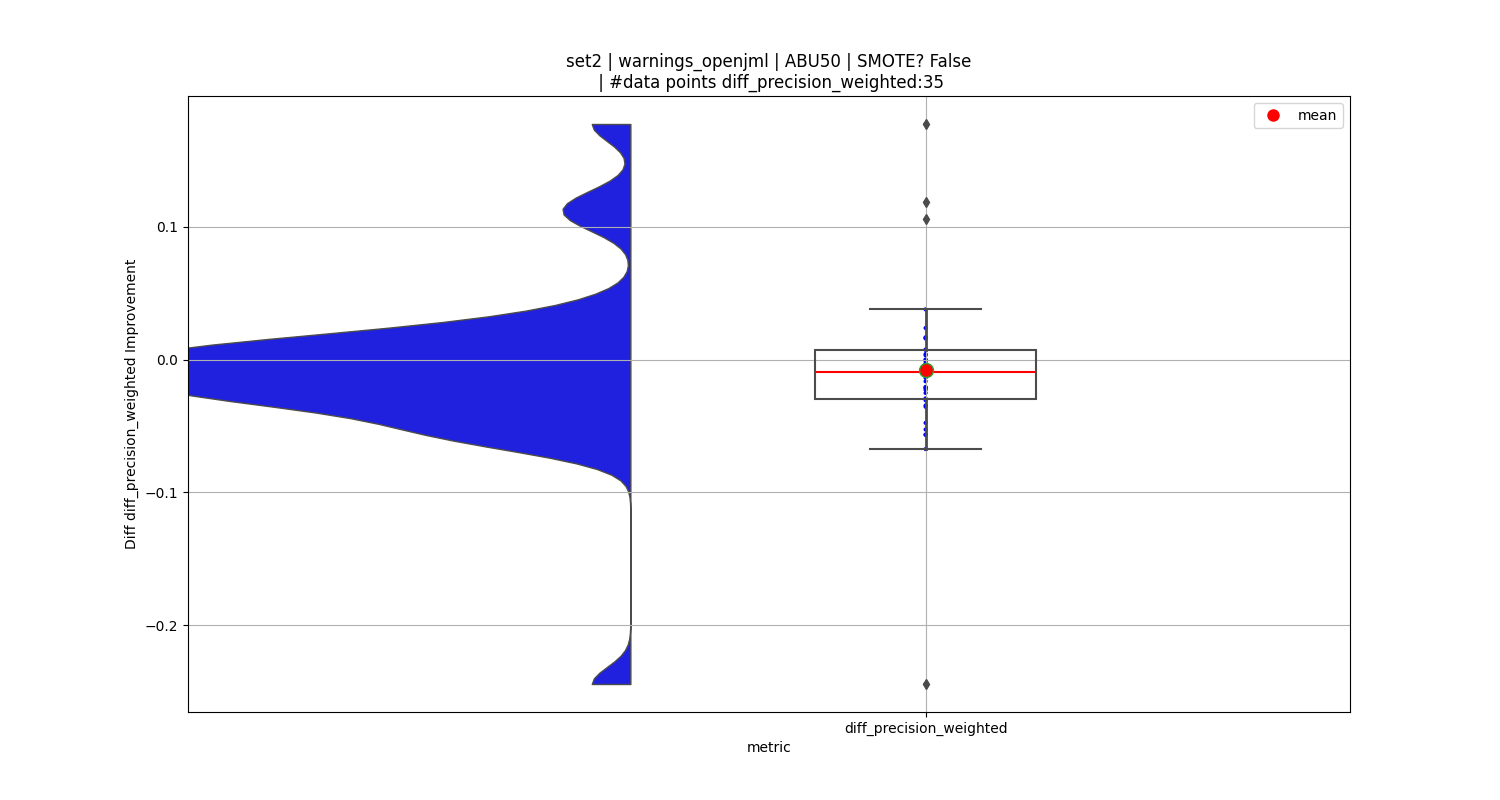 set2 | warnings_openjml | ABU50 | SMOTE? False
| #data points diff_precision_weighted:35
mean
0.1
0.0
−0.1
−0.2
Diff diff_precision_weighted Improvement
diff_precision_weighted
metric